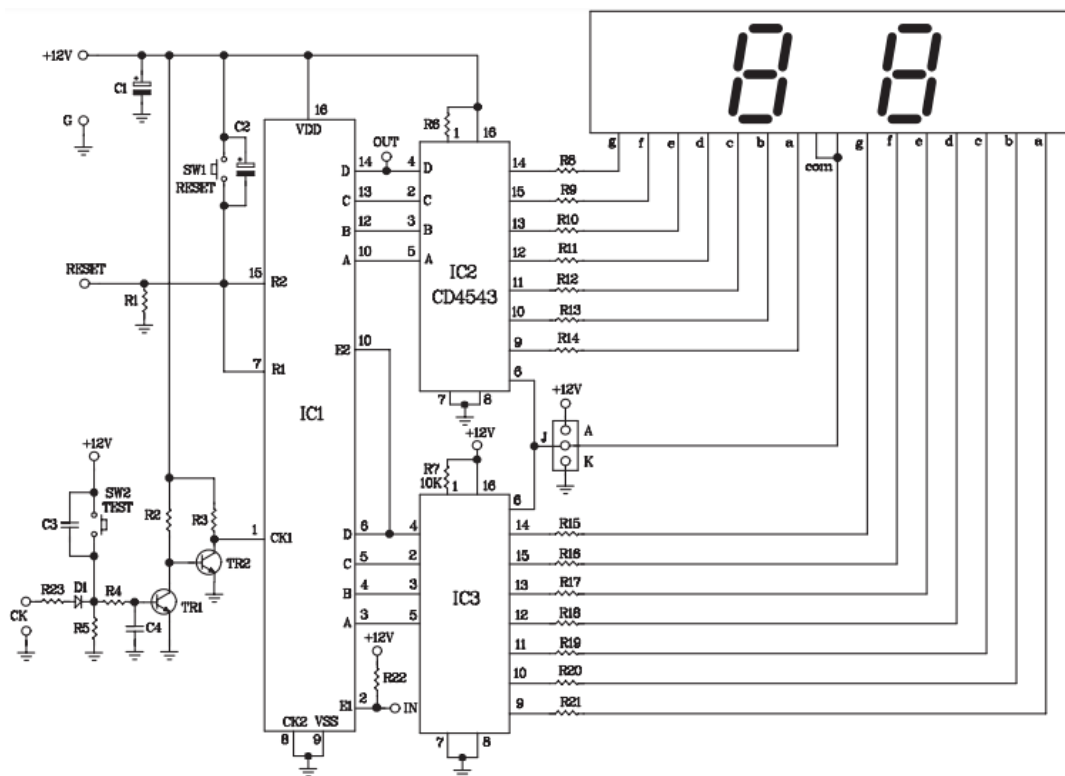 +12V
C1
G
16
VDD
C2
SW1
RESET
RESET
R1
15
R2
7
R1
IC1
D
14
OUT
4
D
C
13
2
C
B
12
3
B
A
10
5
A
R6
1
16
IC2
CD4543
E2
10
7
8
14
R8
15
R9
13
R10
12
R11
11
R12
10
R13
9
R14
6
g
f
e
d
c
b
a
com
g
f
e
d
c
b
a
+12V
J
A
K
+12V
R7
10K
1
16
6
+12V
SW2
TEST
C3
R2
R3
1
CK1
TR2
R23
D1
R4
TR1
CK
R5
C4
D
6
4
C
5
2
B
4
3
A
3
5
IC3
14
R15
15
R16
13
R17
12
R18
11
R19
10
R20
9
R21
+12V
R22
E1
2
IN
CK2
VSS
8
9
7
8